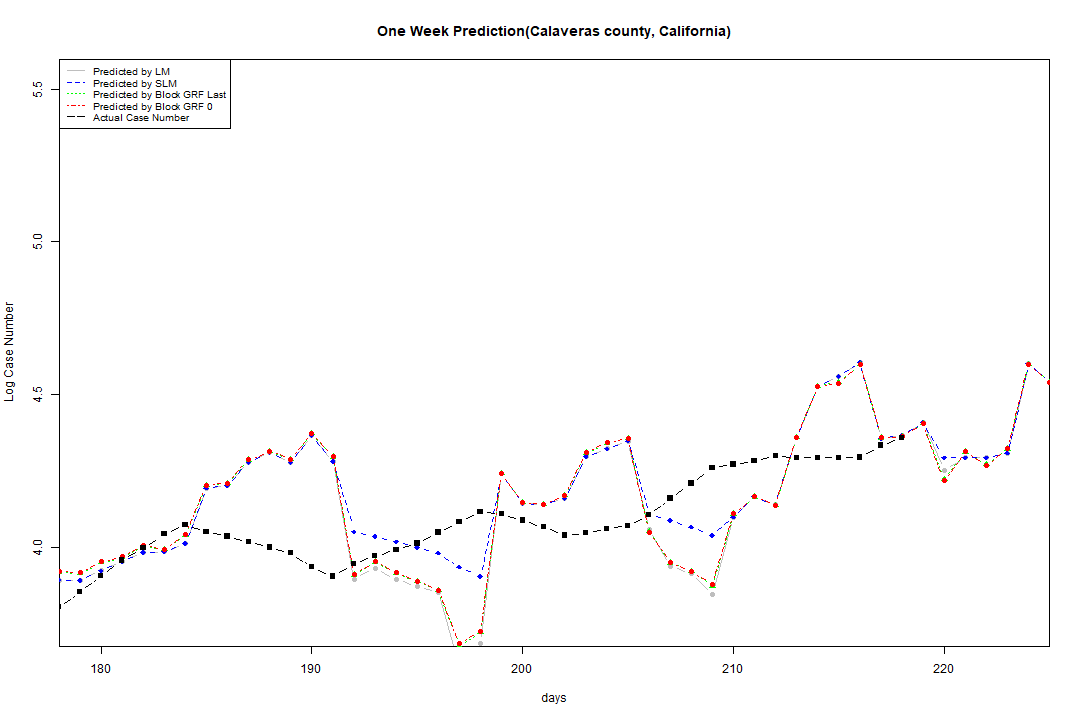 One Week Prediction(Calaveras county, California)
Predicted by LM
Predicted by SLM
Predicted by Block GRF Last
Predicted by Block GRF 0
Actual Case Number
5.5
5.0
4.5
4.0
Log Case Number
180 190 200 210 220
days